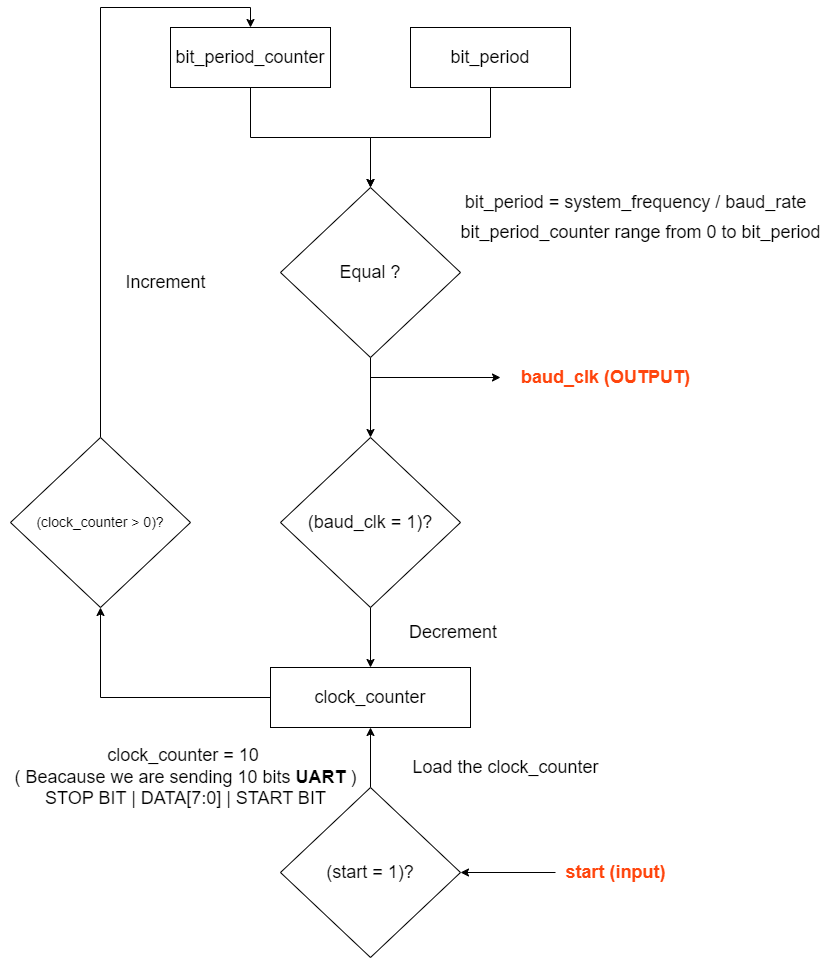 bit_period_counter
bit_period
bit_period = system_frequency / baud_rate
bit_period_counter range from 0 to bit_period
Equal ?
Increment
baud_clk (OUTPUT)
(clock_counter > 0)?
(baud_clk = 1)?
Decrement
clock_counter
clock_counter = 10
( Beacause we are sending 10 bits UART )
STOP BIT | DATA[7:0] | START BIT
Load the clock_counter
(start = 1)?
start (input)